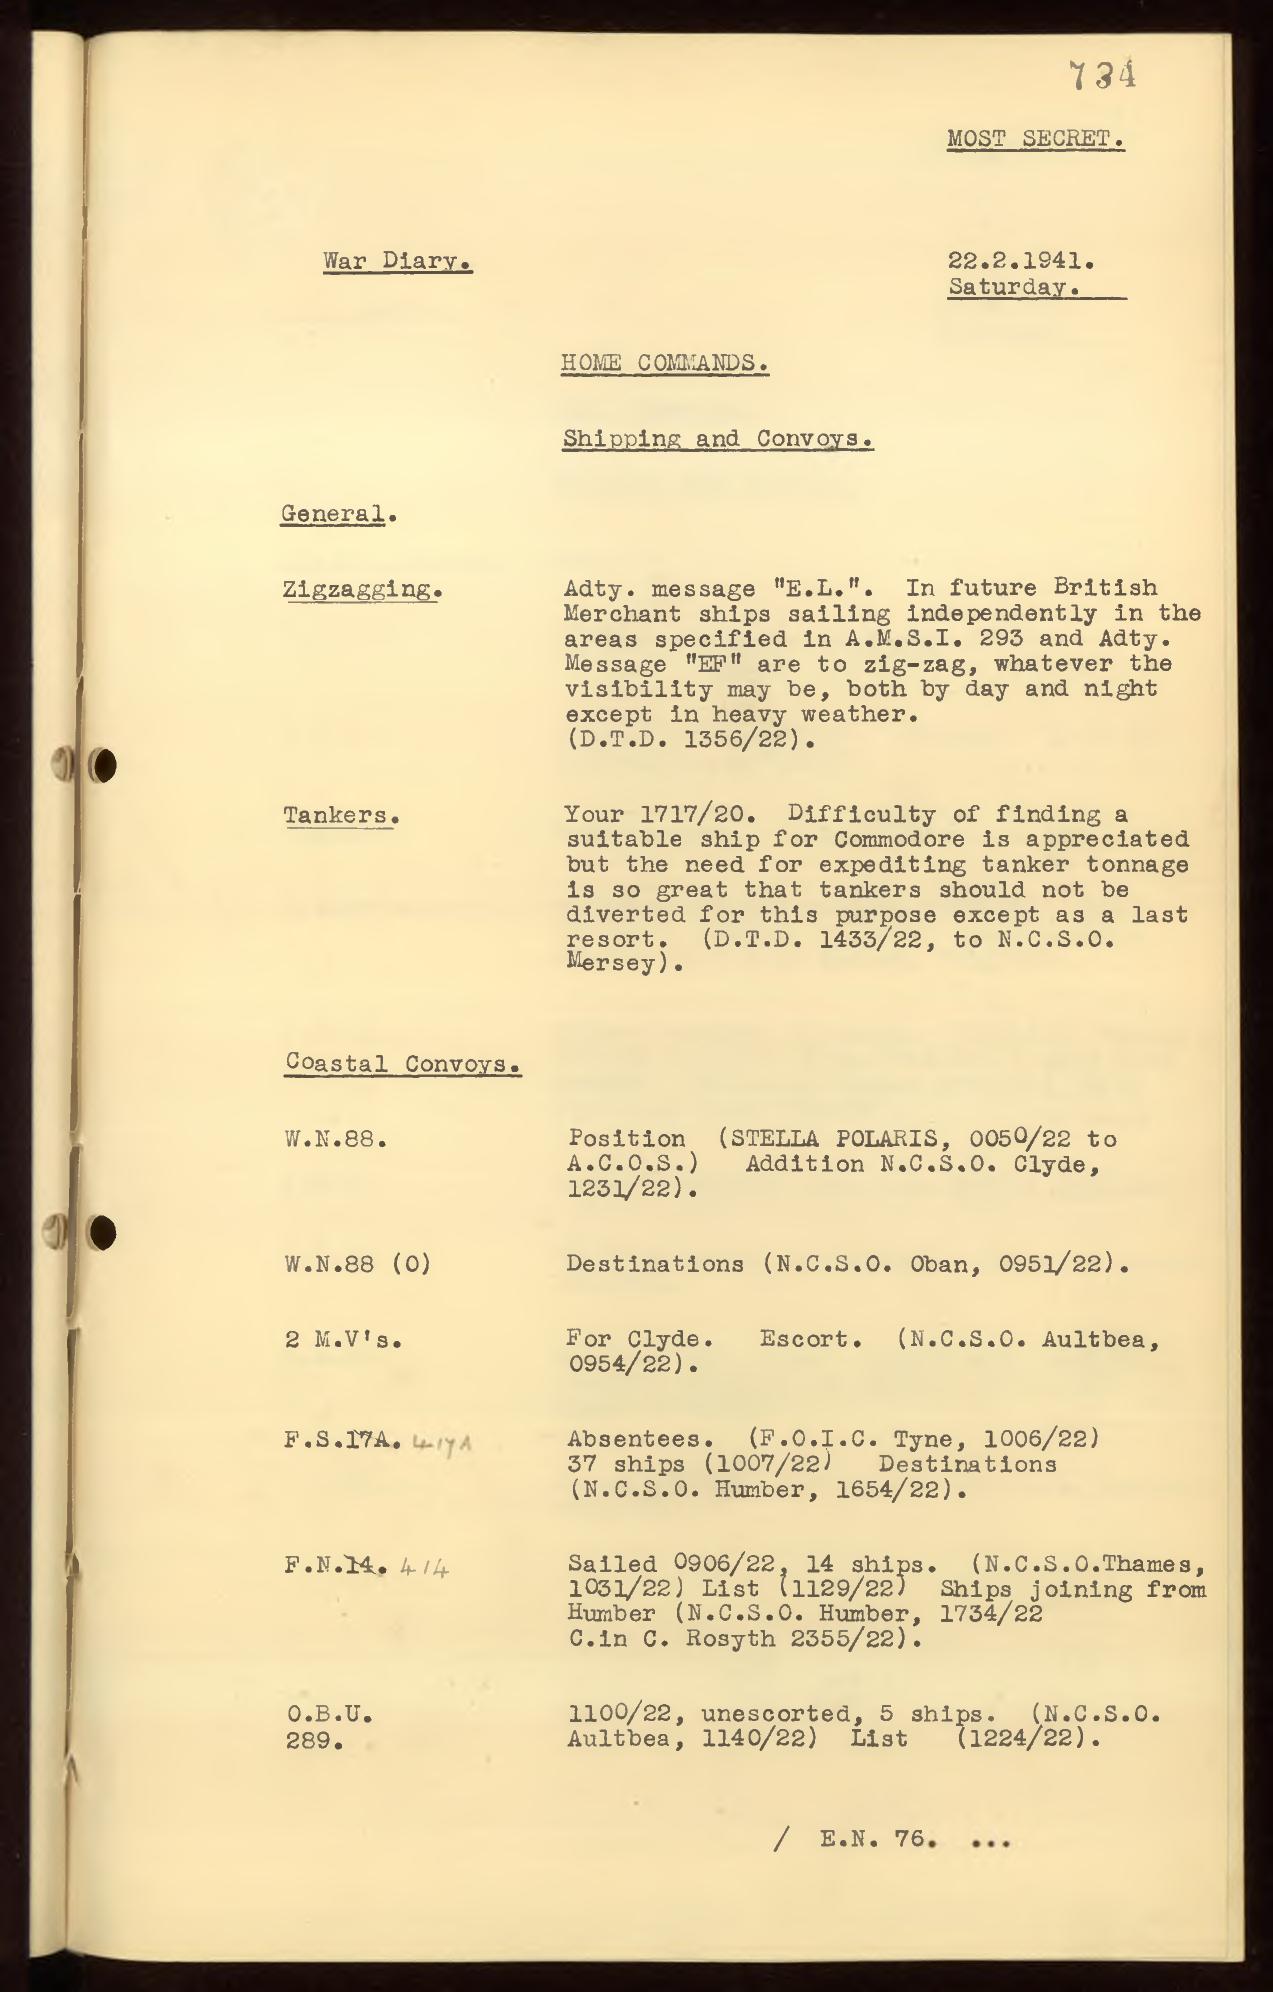 734
MOST SECRET.
War Diary.
22.2.1941.
Saturday.
HOME COMMANDS.
Shipping and Convoys.
General.
Zigzagging.
Adty. message "E.L.". In future British
Merchant ships sailing independently in the
areas specified in A.M.S.I. 293 and Adty.
Message "EF" are to zig-zag, whatever the
visibility may be, both by day and night
except in heavy weather.
(D.T.D. 1356/22).
Tankers.
Your 1717/20. Difficulty of finding a
suitable ship for Commodore is appreciated
but the need for expediting tanker tonnage
is so great that tankers should not be
diverted for this purpose except as a last
resort. (D.T.D. 1433/22, to N.C.S.O.
Mersey).
Coastal Convoys.
W.N.88.
Position (STELLA POLARIS, 0050/22 to
A.C.O.S.) Addition N.C.S.O. Clyde,
1231/22).
W.N.88 (O)
Destinations (N.C.S.O. Oban, 0951/22).
2 M.V's.
For Clyde. Escort. (N.C.S.O. Aultbea,
0954/22).
F.S.17A. 417A
Absentees. (F.O.I.C. Tyne, 1006/22)
37 ships (1007/22) Destinations
(N.C.S.O. Humber, 1654/22).
F.N.14. 414
Sailed 0906/22, 14 ships. (N.C.S.O.Thames,
1031/22) List (1129/22) Ships joining from
Humber (N.C.S.O. Humber, 1734/22
C.in C. Rosyth 2355/22).
O.B.U.
289.
1100/22, unescorted, 5 ships. (N.C.S.O.
Aultbea, 1140/22) List (1224/22).
/ E.N. 76. ...